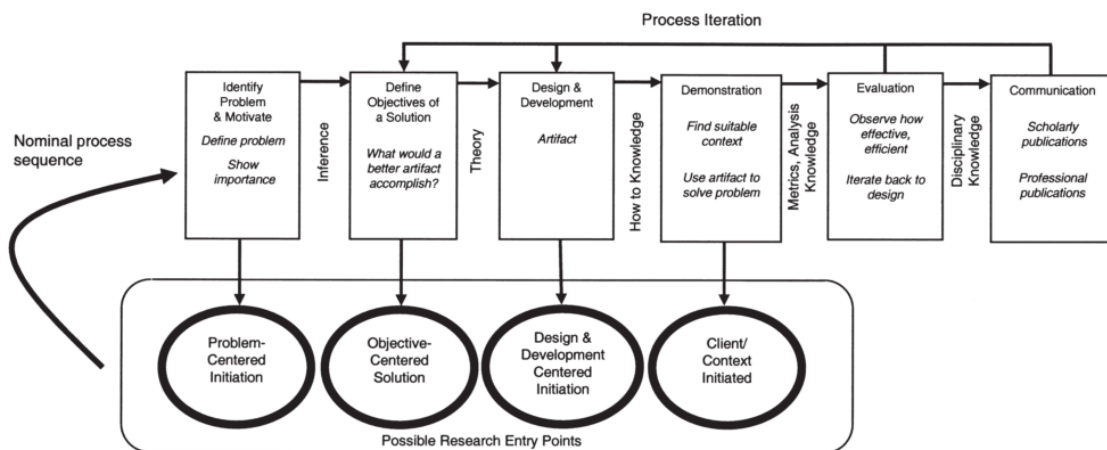 Process Iteration
Nominal process
sequence
Identify
Problem
& Motivate
Define problem
Show
importance
Inference
Define
Objectives of
a Solution
What would a
better artifact
accomplish?
Theory
Design &
Development
Artifact
How to Knowledge
Demonstration
Find suitable
context
Use artifact to
solve problem
Metrics, Analysis
Knowledge
Evaluation
Observe how
effective,
efficient
Iterate back to
design
Disciplinary
Knowledge
Communication
Scholarly
publications
Professional
publications
Problem-
Centered
Initiation
Objective-
Centered
Solution
Design &
Development
Centered
Initiation
Client/
Context
Initiated
Possible Research Entry Points